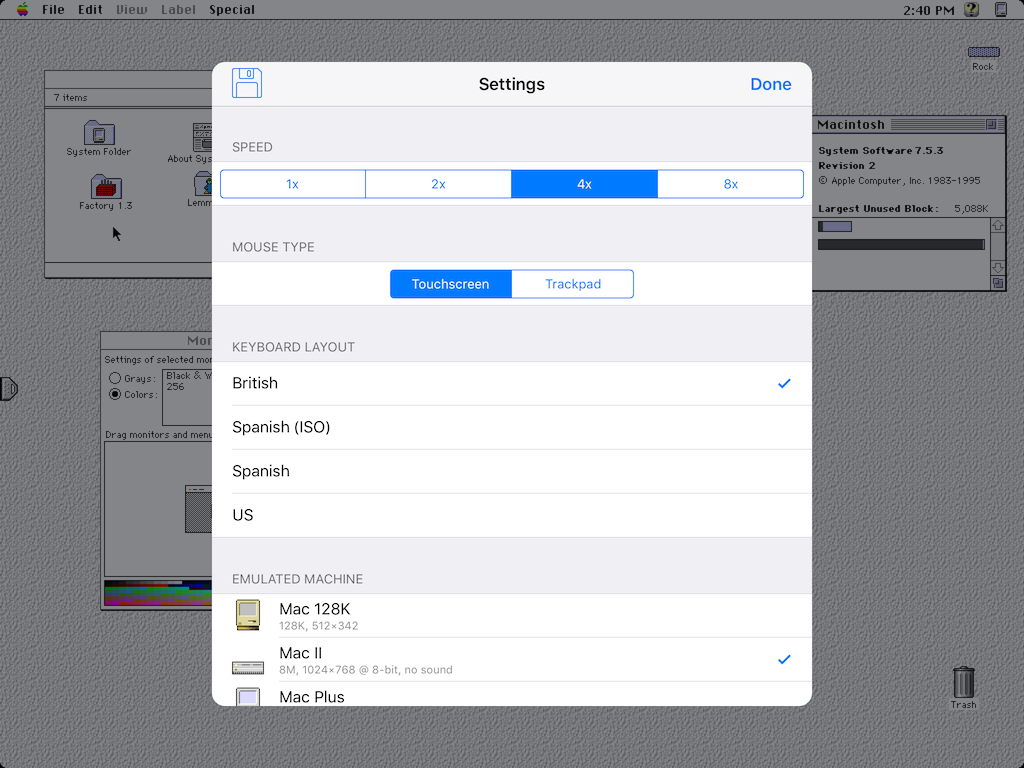 File Edit View Label Special
2:40 PM
Rock
7 items
System Folder
About Sys
Factory 1.3
Lemm
Macintosh
System Software 7.5.3
Revision 2
© Apple Computer, Inc. 1983-1995
Largest Unused Block: 5,088K
Settings
Done
SPEED
1x 2x 4x 8x
MOUSE TYPE
Touchscreen Trackpad
KEYBOARD LAYOUT
British
Spanish (ISO)
Spanish
US
EMULATED MACHINE
Mac 128K
128K, 512×342
Mac II
8M, 1024×768 @ 8-bit, no sound
Mac Plus
Mon
Settings of selected mon
Grays:
Colors:
Black & W
256
Drag monitors and menu
Trash